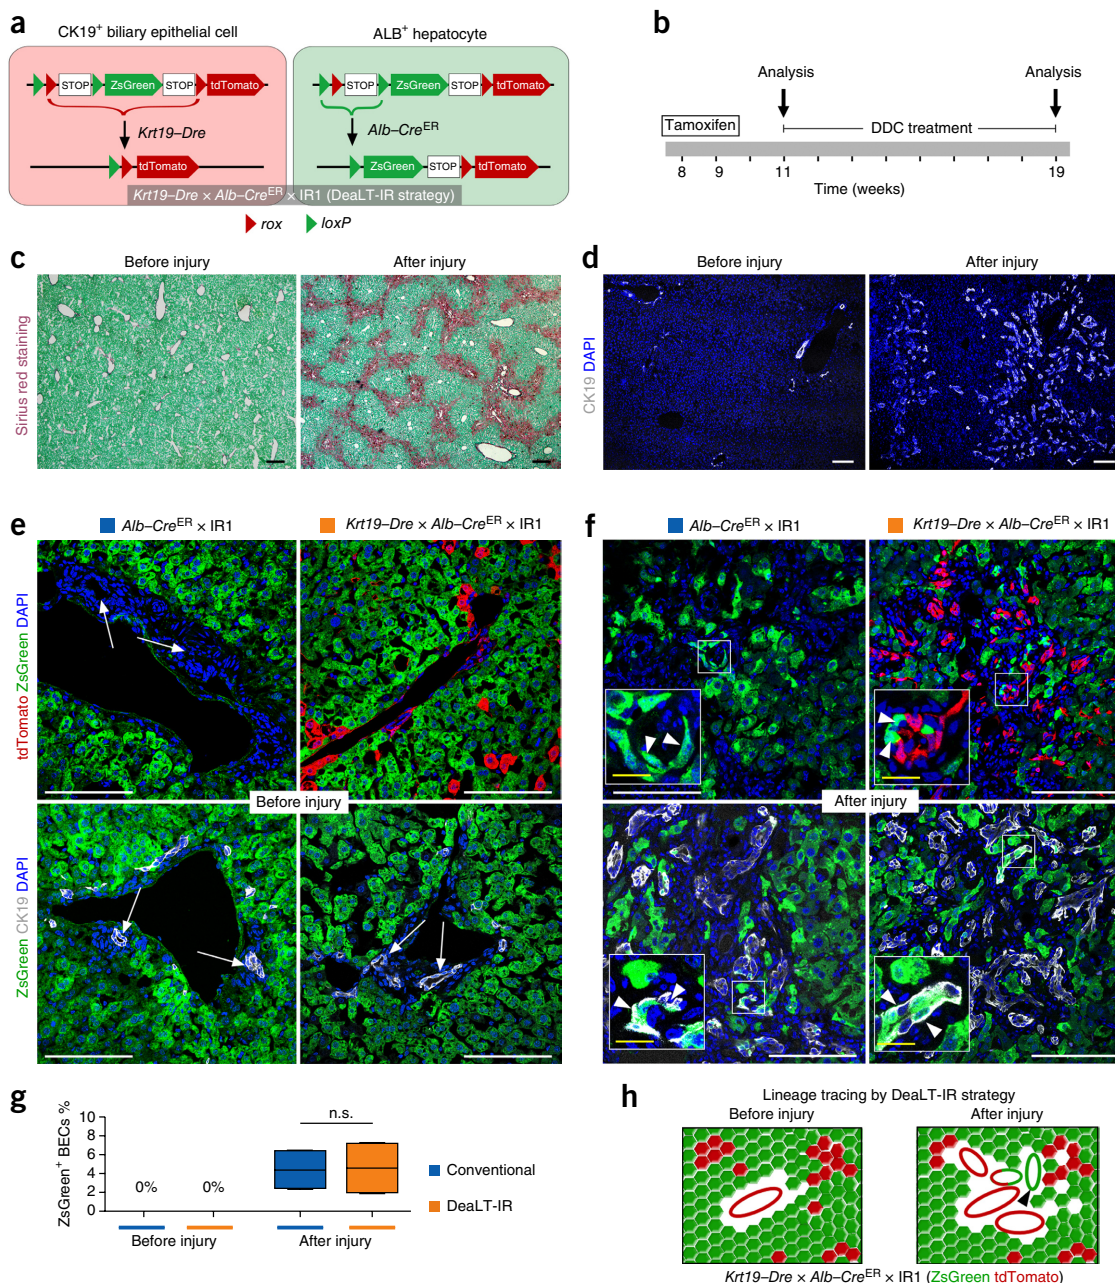 a
CK19+ biliary epithelial cell
ALB+ hepatocyte
STOP ZsGreen STOP tdTomato
STOP ZsGreen STOP tdTomato
Krt19–Dre
Alb–CreER
tdTomato
ZsGreen STOP tdTomato
Krt19–Dre × Alb–CreER × IR1 (DeaLT-IR strategy)
rox loxP
b
Analysis Analysis
Tamoxifen
DDC treatment
8 9 11 19
Time (weeks)
c
Before injury After injury
Sirius red staining
d
Before injury After injury
CK19 DAPI
e
Alb–CreER × IR1
Krt19–Dre × Alb–CreER × IR1
tdTomato ZsGreen DAPI
Before injury
ZsGreen CK19 DAPI
f
Alb–CreER × IR1
Krt19–Dre × Alb–CreER × IR1
After injury
g
ZsGreen+ BECs %
10
8
6
4
2
0
0% 0%
n.s.
Before injury After injury
Conventional
DeaLT-IR
h
Lineage tracing by DeaLT-IR strategy
Before injury After injury
Krt19–Dre × Alb–CreER × IR1 (ZsGreen tdTomato)